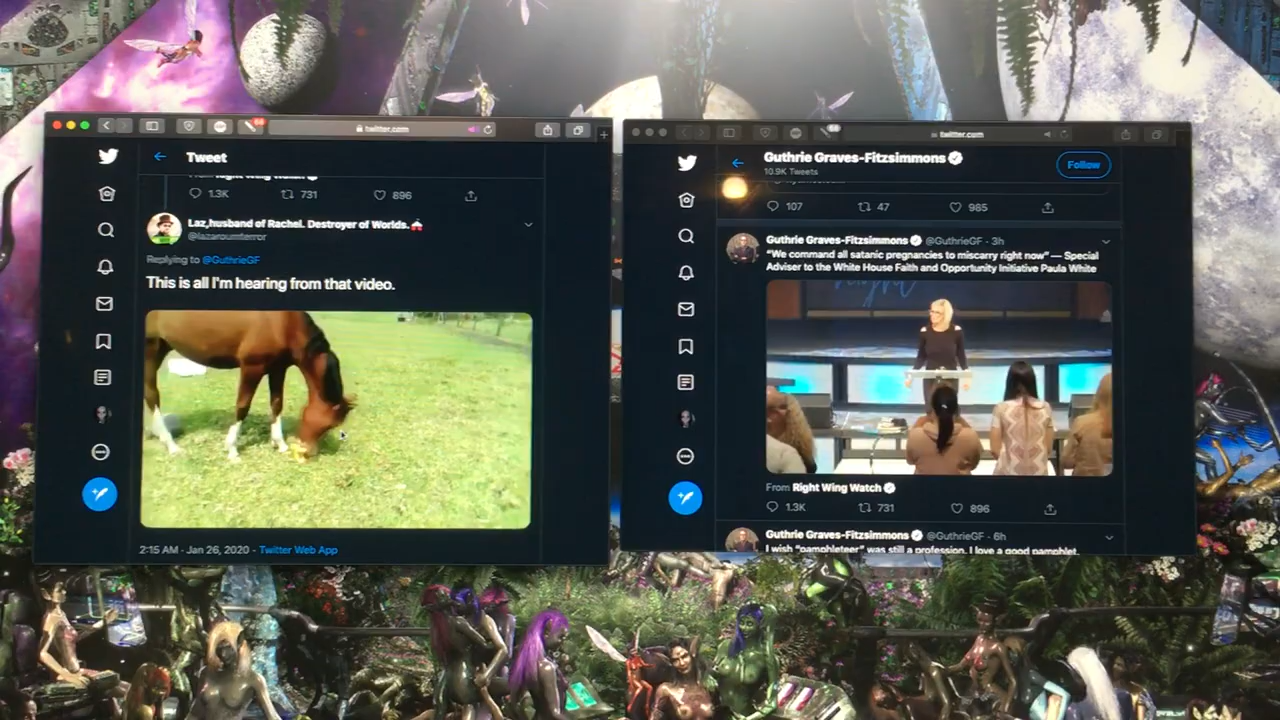 twitter.com
Tweet
1.3K 731 896
Laz,husband of Rachel. Destroyer of Worlds.
@lazaroumterror
Replying to @GuthrieGF
This is all I'm hearing from that video.
2:15 AM · Jan 26, 2020 · Twitter Web App
twitter.com
Guthrie Graves-Fitzsimmons
10.9K Tweets
Follow
107 47 985
Guthrie Graves-Fitzsimmons @GuthrieGF · 3h
"We command all satanic pregnancies to miscarry right now" — Special
Adviser to the White House Faith and Opportunity Initiative Paula White
From Right Wing Watch
1.3K 731 896
Guthrie Graves-Fitzsimmons @GuthrieGF · 6h
I wish "pamphleteer" was still a profession. I love a good pamphlet.